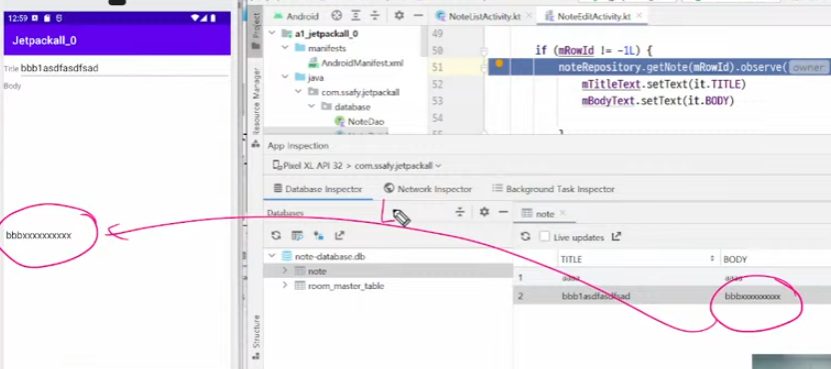 12:59
Jetpackall_0
Title bbb1asdfasdfsad
Body
bbbxxxxxxxxxx
Project
Resource Manager
Structure
Android
NoteListActivity.kt
NoteEditActivity.kt
a1_jetpackall_0
manifests
AndroidManifest.xml
java
com.ssafy.jetpackall
database
NoteDao
49
50
51
52
53
54
if (mRowId != -1L) {
noteRepository.getNote(mRowId).observe( owner
mTitleText.setText(it.TITLE)
mBodyText.setText(it.BODY)
App Inspection
Pixel XL API 32 > com.ssafy.jetpackall
Database Inspector
Network Inspector
Background Task Inspector
Databases
note
Live updates
note-database.db
note
room_master_table
TITLE
BODY
1 aaaa aaaa
2 bbb1asdfasdfsad bbbxxxxxxxxxx